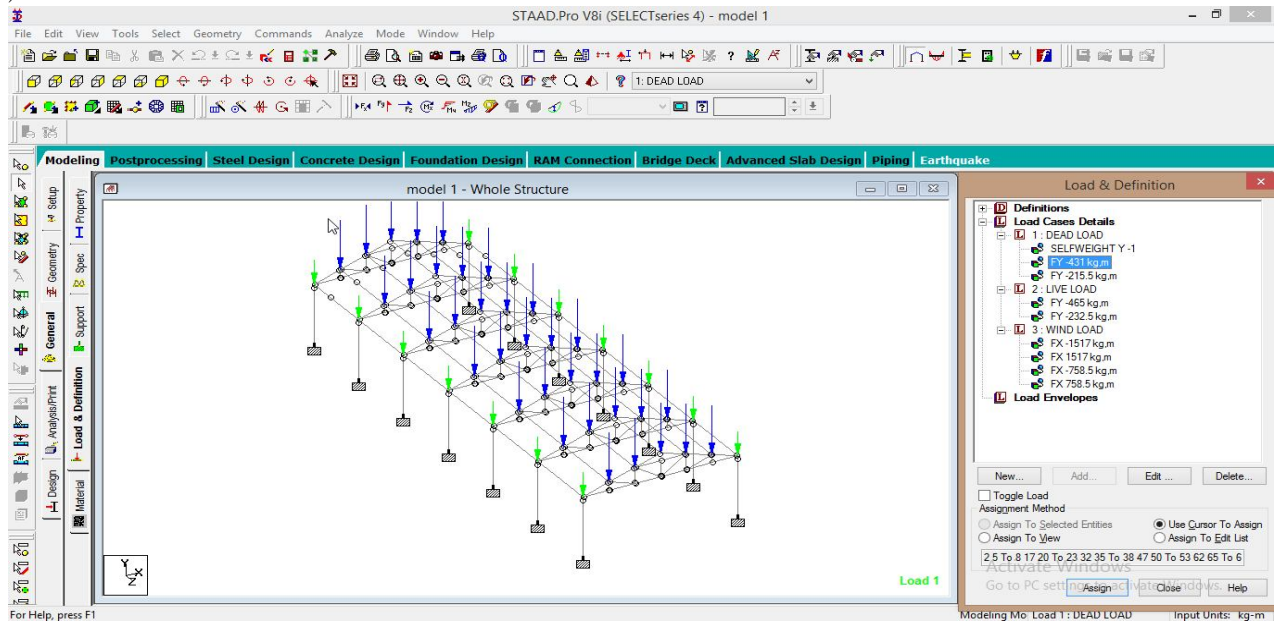 STAAD.Pro V8i (SELECTseries 4) - model 1
File Edit View Tools Select Geometry Commands Analyze Mode Window Help
1: DEAD LOAD
Modeling Postprocessing Steel Design Concrete Design Foundation Design RAM Connection Bridge Deck Advanced Slab Design Piping Earthquake
Setup
Geometry
General
Analysis/Print
Design
Property
Spec
Support
Load & Definition
Material
model 1 - Whole Structure
Y
X
Z
Load 1
Load & Definition
D Definitions
L Load Cases Details
L 1 : DEAD LOAD
SELFWEIGHT Y -1
FY -431 kg,m
FY -215.5 kg,m
L 2 : LIVE LOAD
FY -465 kg,m
FY -232.5 kg,m
L 3 : WIND LOAD
FX -1517 kg,m
FX 1517 kg,m
FX -758.5 kg,m
FX 758.5 kg,m
L Load Envelopes
New... Add... Edit ... Delete...
Toggle Load
Assignment Method
Assign To Selected Entities Use Cursor To Assign
Assign To View Assign To Edit List
2 5 To 8 17 20 To 23 32 35 To 38 47 50 To 53 62 65 To 6
Activate Windows
Go to PC settings to activate Windows.
Assign Close Help
For Help, press F1
Modeling Mo Load 1 : DEAD LOAD Input Units: kg-m